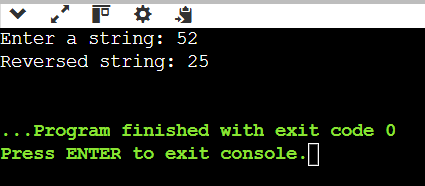 Enter a string: 52
Reversed string: 25
...Program finished with exit code 0
Press ENTER to exit console.